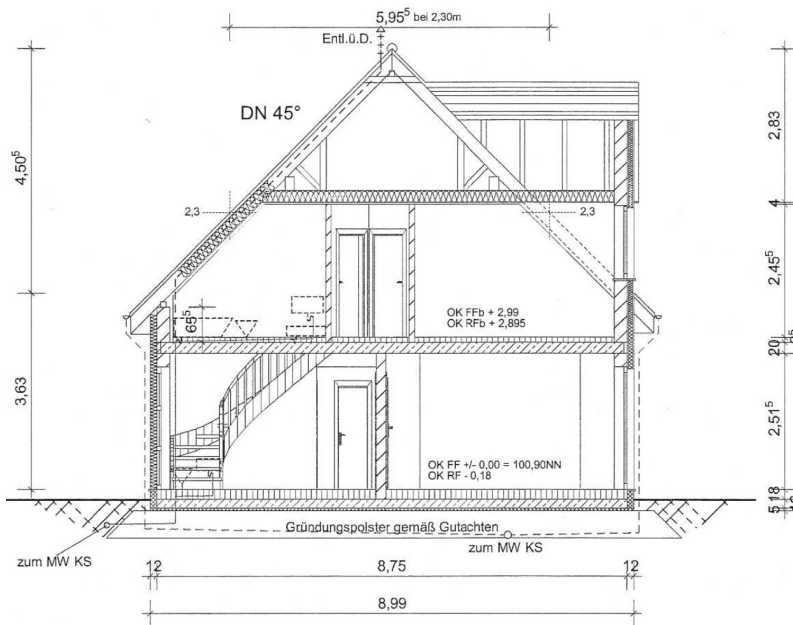 5,95⁵ bei 2,30m
Entl.ü.D.
DN 45°
4,50⁵
2,83
2,3
2,3
4
2,45⁵
OK FFb + 2,99
OK RFb + 2,895
65⁵
20
3,63
2,51⁵
OK FF +/- 0,00 = 100,90NN
OK RF - 0,18
18
5
Gründungspolster gemäß Gutachten
zum MW KS
zum MW KS
12
8,75
12
8,99